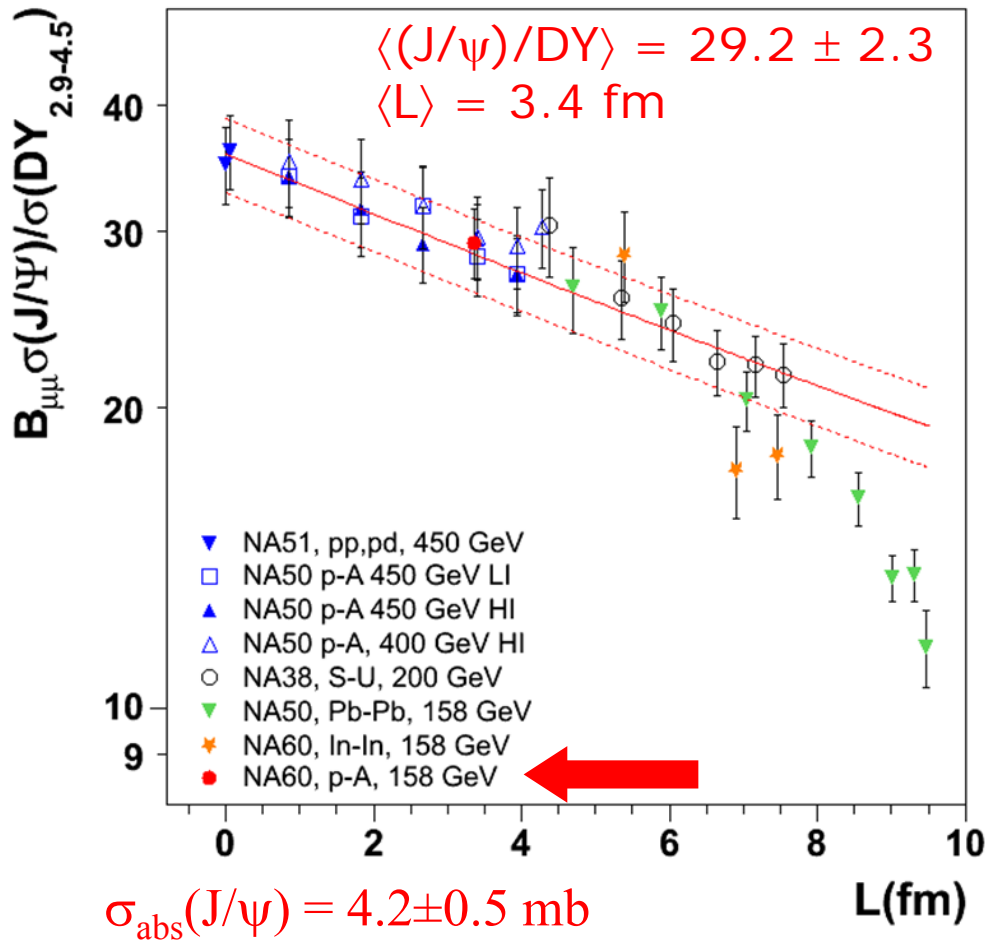 ⟨(J/ψ)/DY⟩ = 29.2 ± 2.3
⟨L⟩ = 3.4 fm
B_μμσ(J/Ψ)/σ(DY_2.9-4.5)
40
30
20
10
9
NA51, pp,pd, 450 GeV
NA50 p-A 450 GeV LI
NA50 p-A 450 GeV HI
NA50 p-A, 400 GeV HI
NA38, S-U, 200 GeV
NA50, Pb-Pb, 158 GeV
NA60, In-In, 158 GeV
NA60, p-A, 158 GeV
0 2 4 6 8 10
L(fm)
σ_abs(J/ψ) = 4.2±0.5 mb